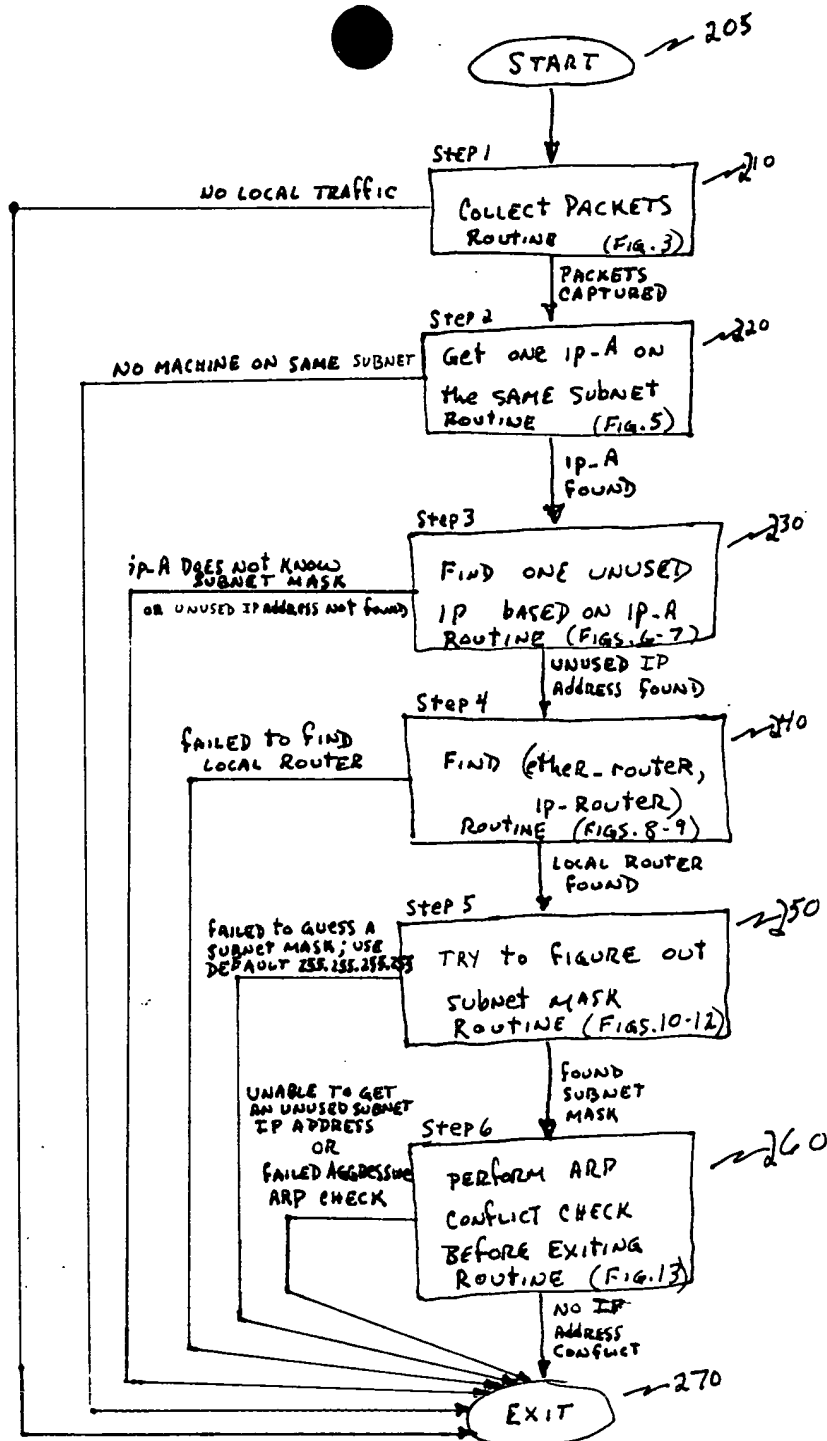 205
START
Step 1
210
NO LOCAL TRAFFIC
COLLECT PACKETS
ROUTINE (FIG. 3)
PACKETS
CAPTURED
Step 2
220
NO MACHINE ON SAME SUBNET
Get one ip-A on
the SAME Subnet
ROUTINE (FIG. 5)
IP-A
FOUND
Step 3
230
ip-A DOES NOT KNOW
SUBNET MASK
OR UNUSED IP address not found
FIND ONE UNUSED
IP BASED ON IP-A
ROUTINE (FIGS. 6-7)
UNUSED IP
Address Found
Step 4
240
FAILED to FIND
LOCAL ROUTER
FIND (ether-router,
ip-Router)
ROUTINE (FIGS. 8-9)
LOCAL ROUTER
FOUND
Step 5
250
FAILED to GUESS A
SUBNET MASK; USE
DEFAULT 255.255.255.255
TRY to FIGURE OUT
SUBNET MASK
ROUTINE (FIGS. 10-12)
FOUND
SUBNET
MASK
UNABLE TO GET
AN UNUSED SUBNET
IP ADDRESS
OR
FAILED AGGRESSIVE
ARP CHECK
Step 6
260
PERFORM ARP
CONFLICT CHECK
BEFORE EXITING
ROUTINE (FIG. 13)
NO IP
Address
CONFLICT
270
EXIT